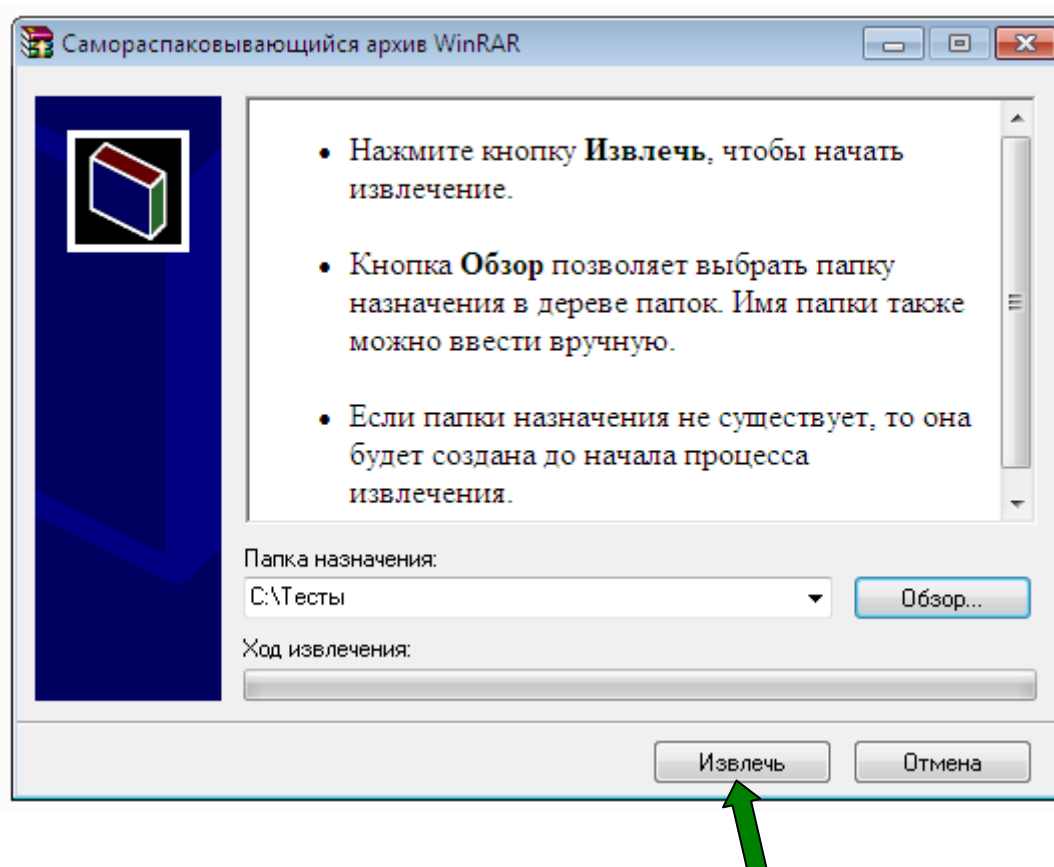 Самораспаковывающийся архив WinRAR
• Нажмите кнопку Извлечь, чтобы начать
извлечение.
• Кнопка Обзор позволяет выбрать папку
назначения в дереве папок. Имя папки также
можно ввести вручную.
• Если папки назначения не существует, то она
будет создана до начала процесса
извлечения.
Папка назначения:
C:\Тесты
Обзор...
Ход извлечения:
Извлечь
Отмена